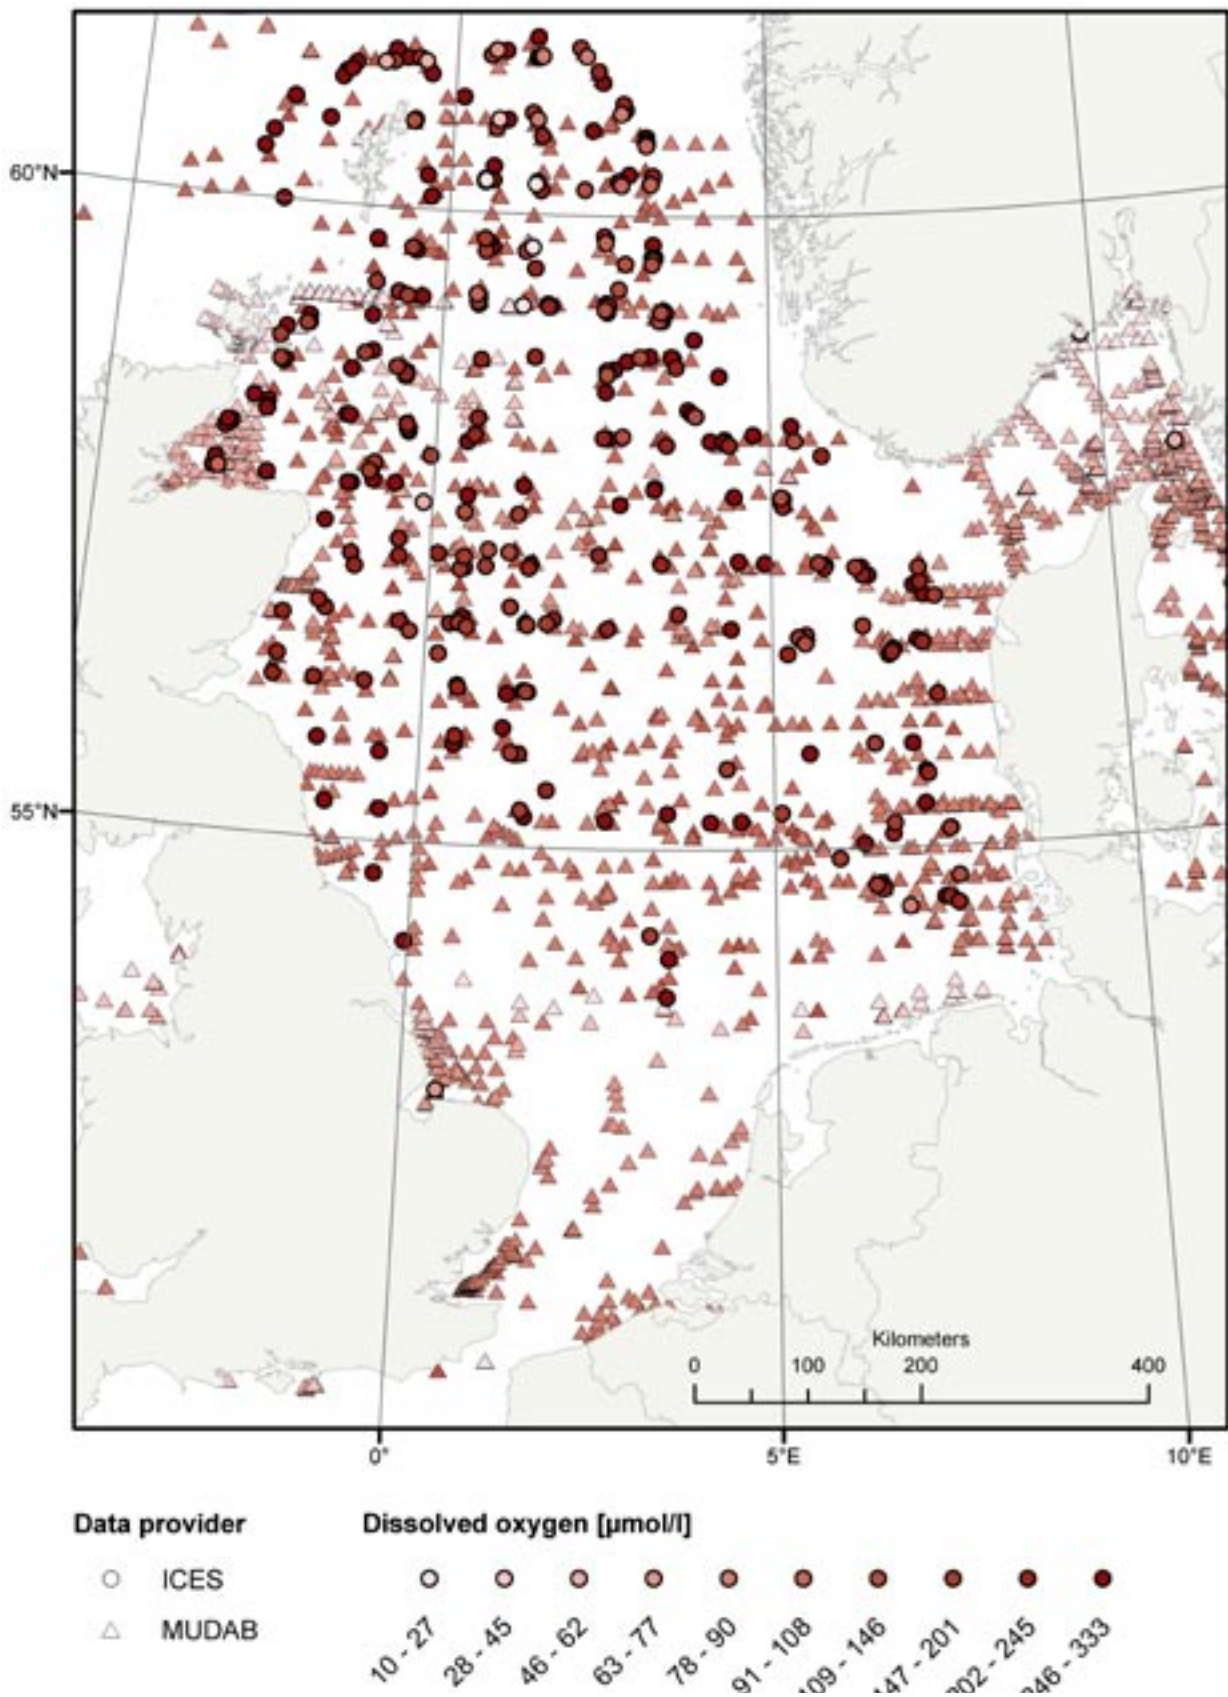 60°N
55°N
Kilometers
0 100 200 400
0° 5°E 10°E
Data provider
Dissolved oxygen [µmol/l]
ICES
MUDAB
10 - 27
28 - 45
46 - 62
63 - 77
78 - 90
91 - 108
109 - 146
147 - 201
202 - 245
246 - 333